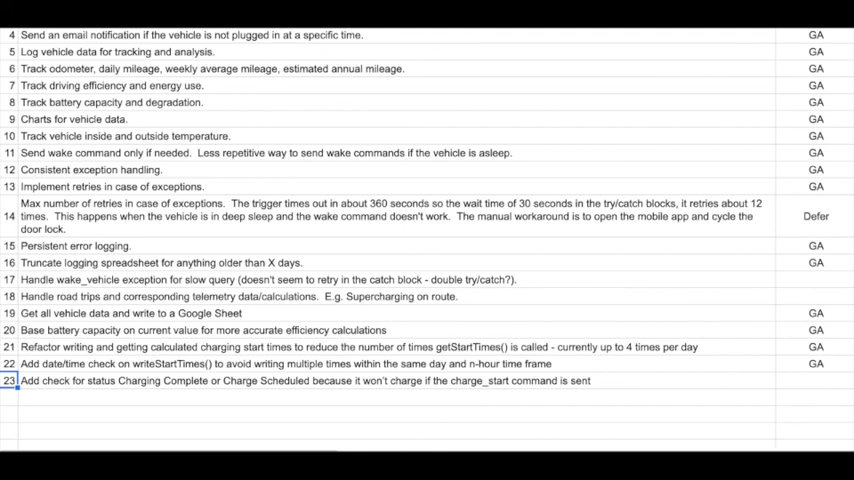 4 Send an email notification if the vehicle is not plugged in at a specific time. GA
5 Log vehicle data for tracking and analysis. GA
6 Track odometer, daily mileage, weekly average mileage, estimated annual mileage. GA
7 Track driving efficiency and energy use. GA
8 Track battery capacity and degradation. GA
9 Charts for vehicle data. GA
10 Track vehicle inside and outside temperature. GA
11 Send wake command only if needed. Less repetitive way to send wake commands if the vehicle is asleep. GA
12 Consistent exception handling. GA
13 Implement retries in case of exceptions. GA
Max number of retries in case of exceptions. The trigger times out in about 360 seconds so the wait time of 30 seconds in the try/catch blocks, it retries about 12
14 times. This happens when the vehicle is in deep sleep and the wake command doesn't work. The manual workaround is to open the mobile app and cycle the Defer
door lock.
15 Persistent error logging. GA
16 Truncate logging spreadsheet for anything older than X days. GA
17 Handle wake_vehicle exception for slow query (doesn't seem to retry in the catch block - double try/catch?).
18 Handle road trips and corresponding telemetry data/calculations. E.g. Supercharging on route.
19 Get all vehicle data and write to a Google Sheet GA
20 Base battery capacity on current value for more accurate efficiency calculations GA
21 Refactor writing and getting calculated charging start times to reduce the number of times getStartTimes() is called - currently up to 4 times per day GA
22 Add date/time check on writeStartTimes() to avoid writing multiple times within the same day and n-hour time frame GA
23 Add check for status Charging Complete or Charge Scheduled because it won't charge if the charge_start command is sent